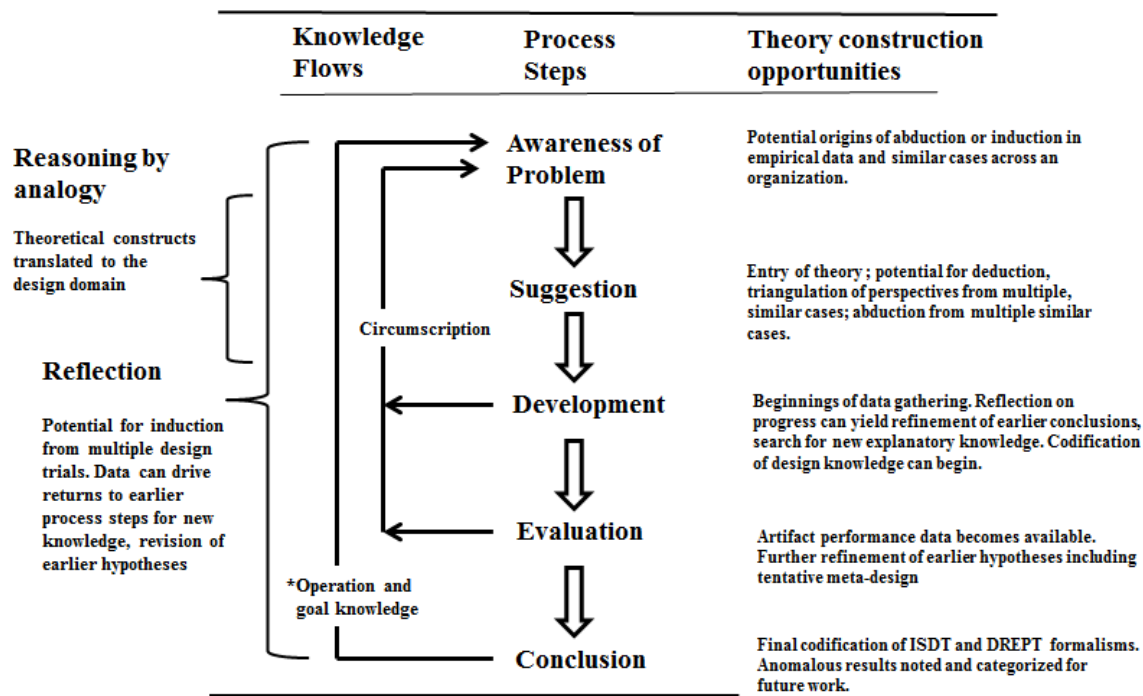 Knowledge
Flows
Process
Steps
Theory construction
opportunities
Reasoning by
analogy
Theoretical constructs
translated to the
design domain
Reflection
Potential for induction
from multiple design
trials. Data can drive
returns to earlier
process steps for new
knowledge, revision of
earlier hypotheses
Circumscription
*Operation and
goal knowledge
Awareness of
Problem
Potential origins of abduction or induction in
empirical data and similar cases across an
organization.
Suggestion
Entry of theory ; potential for deduction,
triangulation of perspectives from multiple,
similar cases; abduction from multiple similar
cases.
Development
Beginnings of data gathering. Reflection on
progress can yield refinement of earlier conclusions,
search for new explanatory knowledge. Codification
of design knowledge can begin.
Evaluation
Artifact performance data becomes available.
Further refinement of earlier hypotheses including
tentative meta-design
Conclusion
Final codification of ISDT and DREPT formalisms.
Anomalous results noted and categorized for
future work.